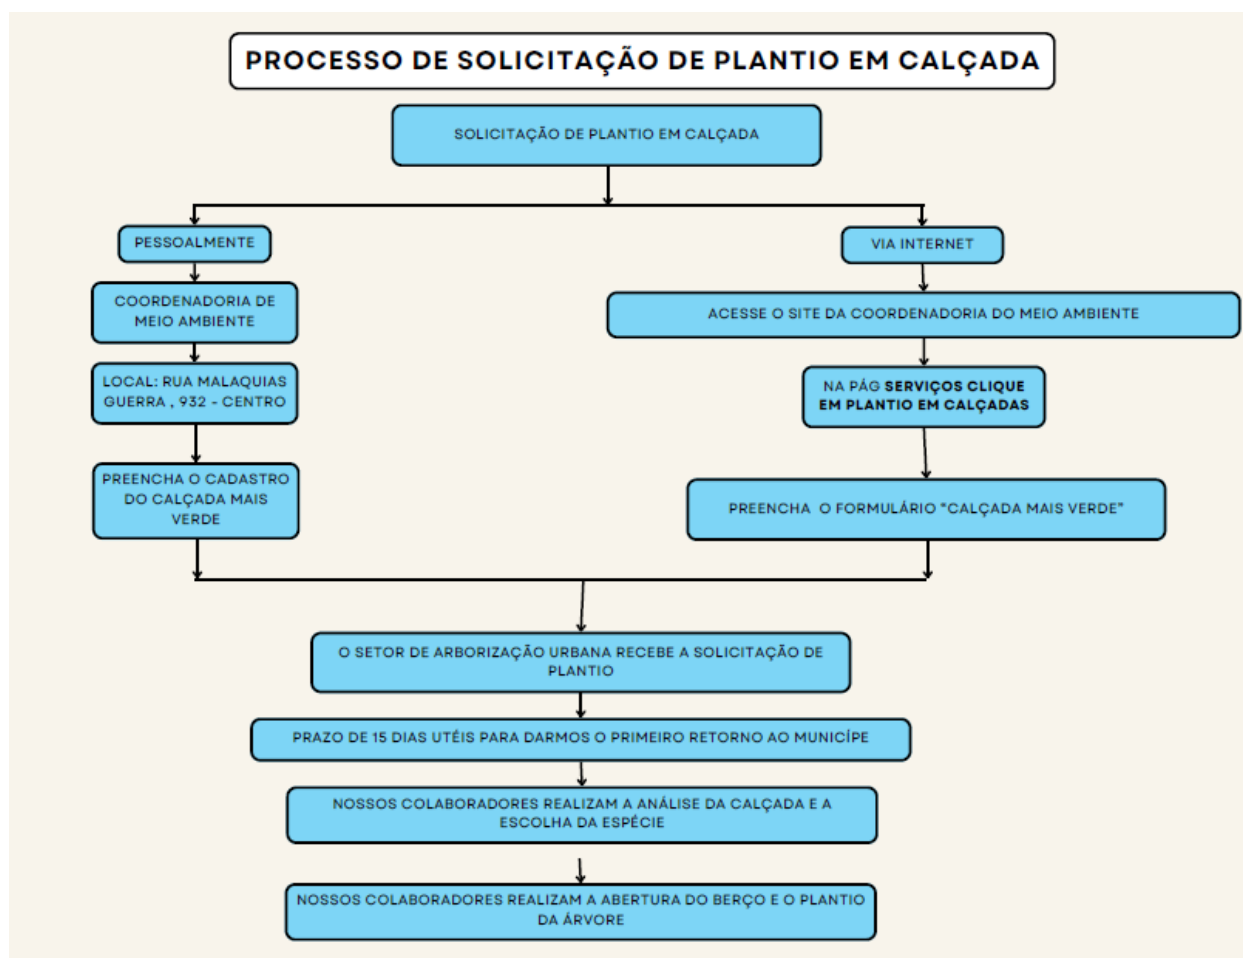 PROCESSO DE SOLICITAÇÃO DE PLANTIO EM CALÇADA
SOLICITAÇÃO DE PLANTIO EM CALÇADA
PESSOALMENTE
COORDENADORIA DE
MEIO AMBIENTE
LOCAL: RUA MALAQUIAS
GUERRA , 932 - CENTRO
PREENCHA O CADASTRO
DO CALÇADA MAIS
VERDE
VIA INTERNET
ACESSE O SITE DA COORDENADORIA DO MEIO AMBIENTE
NA PÁG SERVIÇOS CLIQUE
EM PLANTIO EM CALÇADAS
PREENCHA O FORMULÁRIO "CALÇADA MAIS VERDE"
O SETOR DE ARBORIZAÇÃO URBANA RECEBE A SOLICITAÇÃO DE
PLANTIO
PRAZO DE 15 DIAS UTÉIS PARA DARMOS O PRIMEIRO RETORNO AO MUNICÍPE
NOSSOS COLABORADORES REALIZAM A ANÁLISE DA CALÇADA E A
ESCOLHA DA ESPÉCIE
NOSSOS COLABORADORES REALIZAM A ABERTURA DO BERÇO E O PLANTIO
DA ÁRVORE